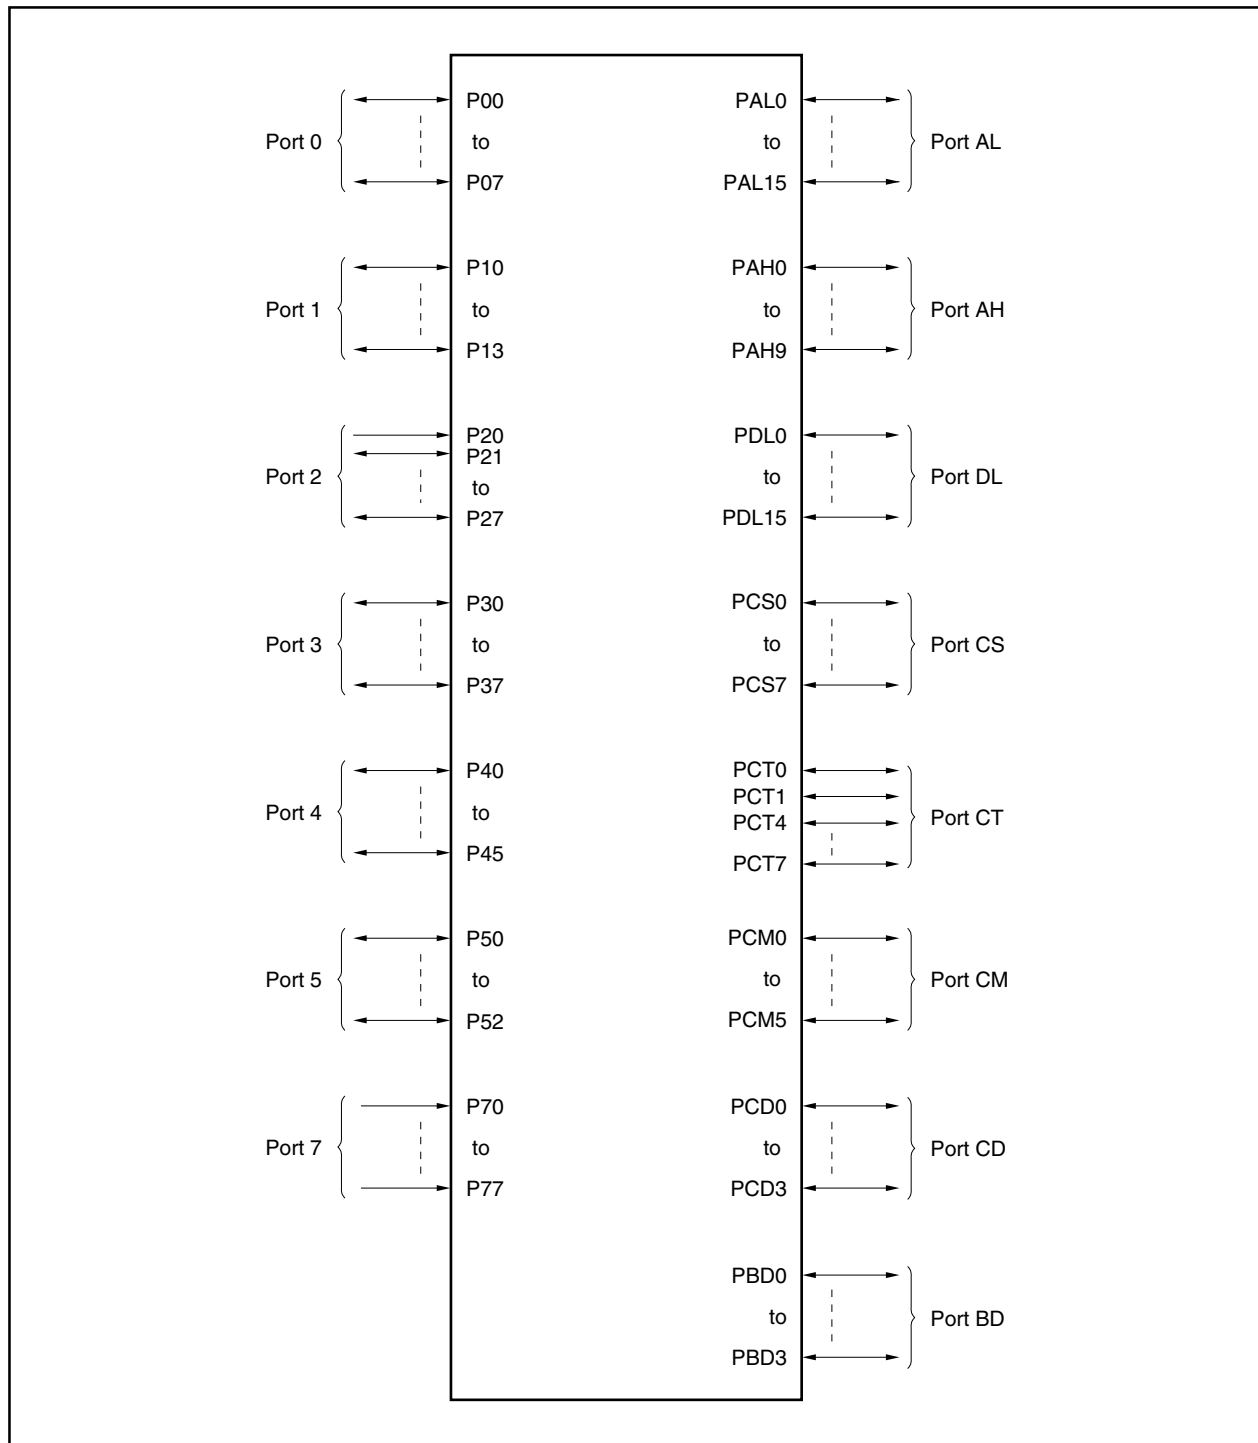 Port 0
P00
to
P07
Port 1
P10
to
P13
Port 2
P20
P21
to
P27
Port 3
P30
to
P37
Port 4
P40
to
P45
Port 5
P50
to
P52
Port 7
P70
to
P77
PAL0
to
PAL15
Port AL
PAH0
to
PAH9
Port AH
PDL0
to
PDL15
Port DL
PCS0
to
PCS7
Port CS
PCT0
PCT1
PCT4
PCT7
Port CT
PCM0
to
PCM5
Port CM
PCD0
to
PCD3
Port CD
PBD0
to
PBD3
Port BD